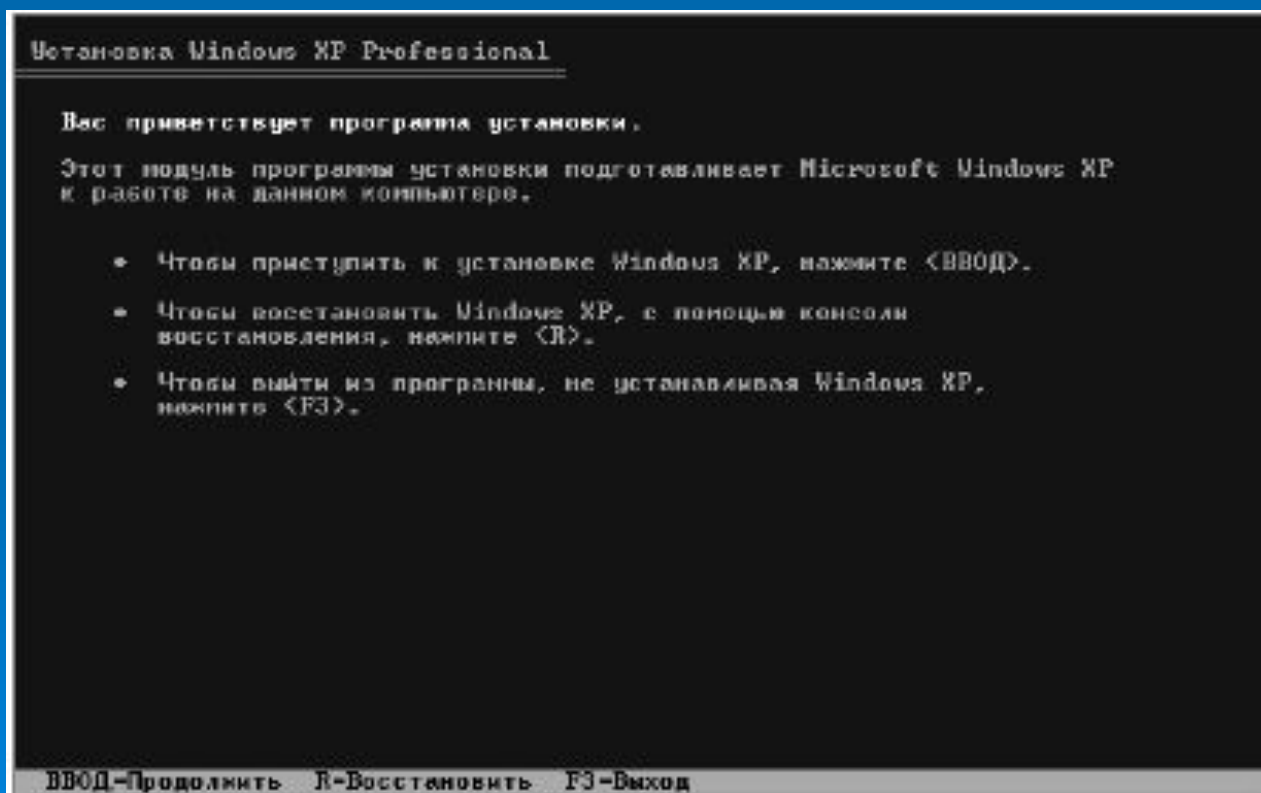 Установка Windows XP Professional
Вас приветствует программа установки.
Этот модуль программы установки подготавливает Microsoft Windows XP
к работе на данном компьютере.
• Чтобы приступить к установке Windows XP, нажмите <ВВОД>.
• Чтобы восстановить Windows XP, с помощью консоли
восстановления, нажмите <R>.
• Чтобы выйти из программы, не устанавливая Windows XP,
нажмите <F3>.
ВВОД-Продолжить R-Восстановить F3-Выход